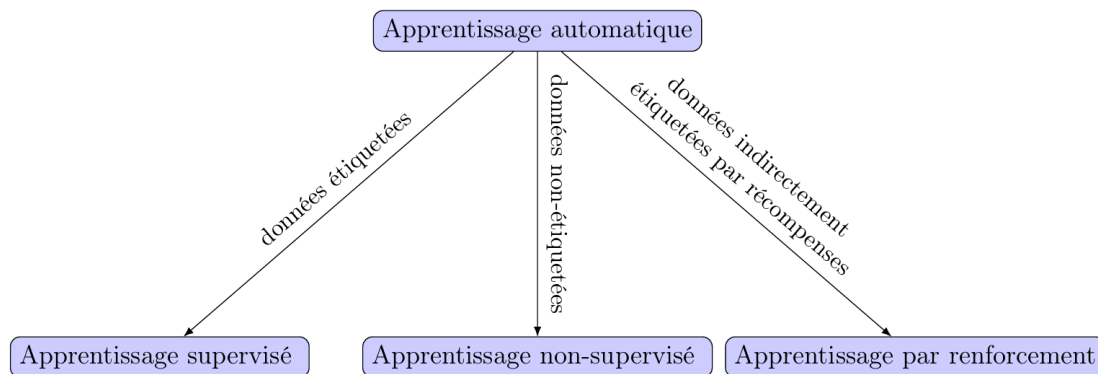 Apprentissage automatique
données étiquetées
données non-étiquetées
données indirectement
étiquetées par récompenses
Apprentissage supervisé
Apprentissage non-supervisé
Apprentissage par renforcement